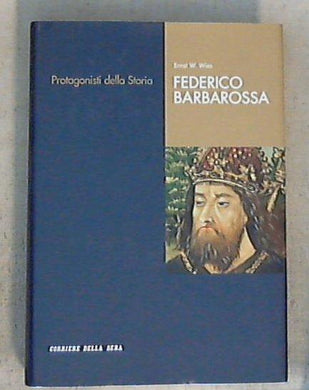 Protagonisti della Storia
Ernst W. Wies
FEDERICO
BARBAROSSA
CORRIERE DELLA SERA